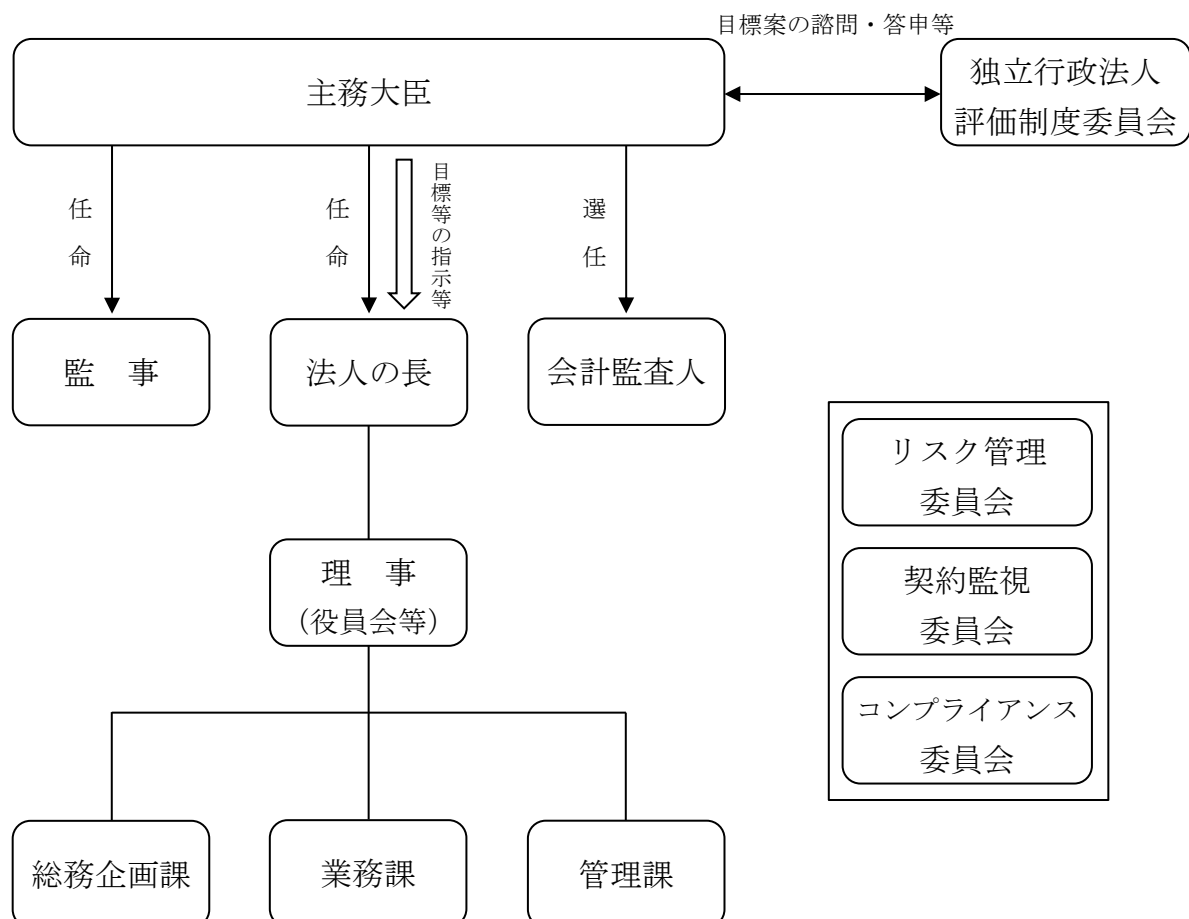 目標案の諮問・答申等
主務大臣
独立行政法人
評価制度委員会
任命
任命
目標等の指示等
選任
監　事
法人の長
会計監査人
リスク管理
委員会
契約監視
委員会
コンプライアンス
委員会
理　事
（役員会等）
総務企画課
業務課
管理課